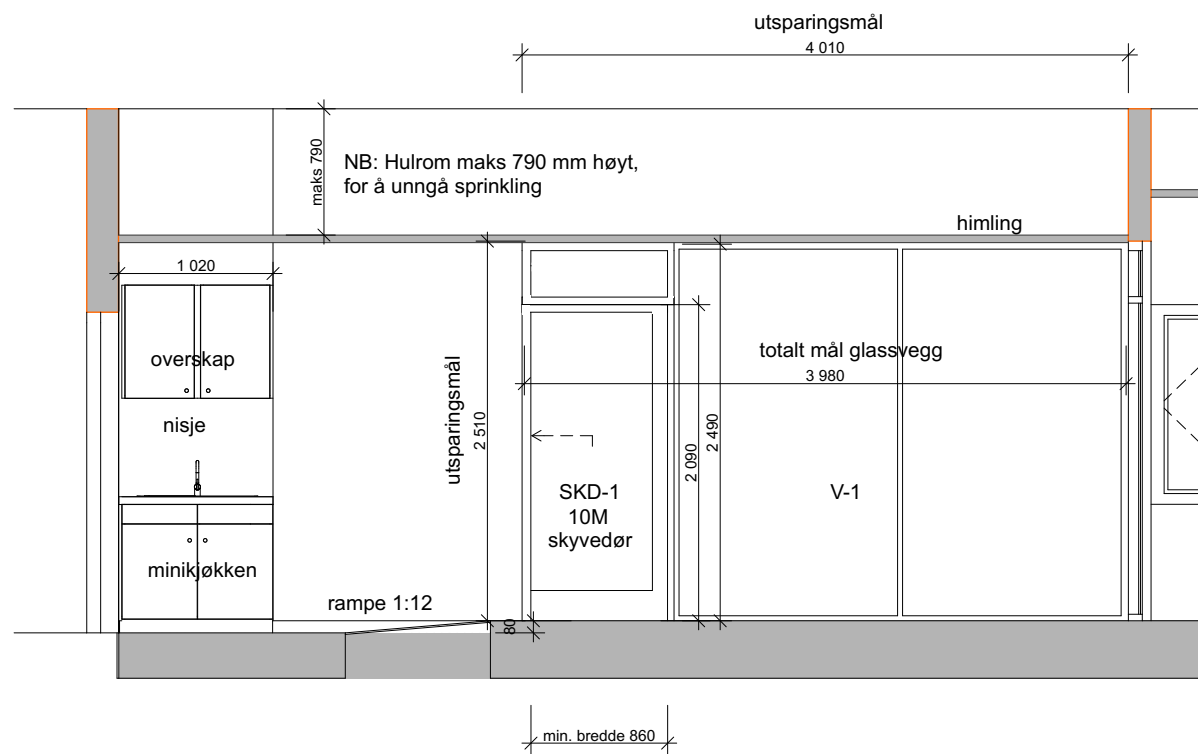 utsparingsmål
4 010
maks 790
NB: Hulrom maks 790 mm høyt,
for å unngå sprinkling
himling
1 020
overskap
nisje
utsparingsmål
2 510
totalt mål glassvegg
3 980
2 090
2 490
SKD-1
10M
skyvedør
V-1
minikjøkken
rampe 1:12
80
min. bredde 860